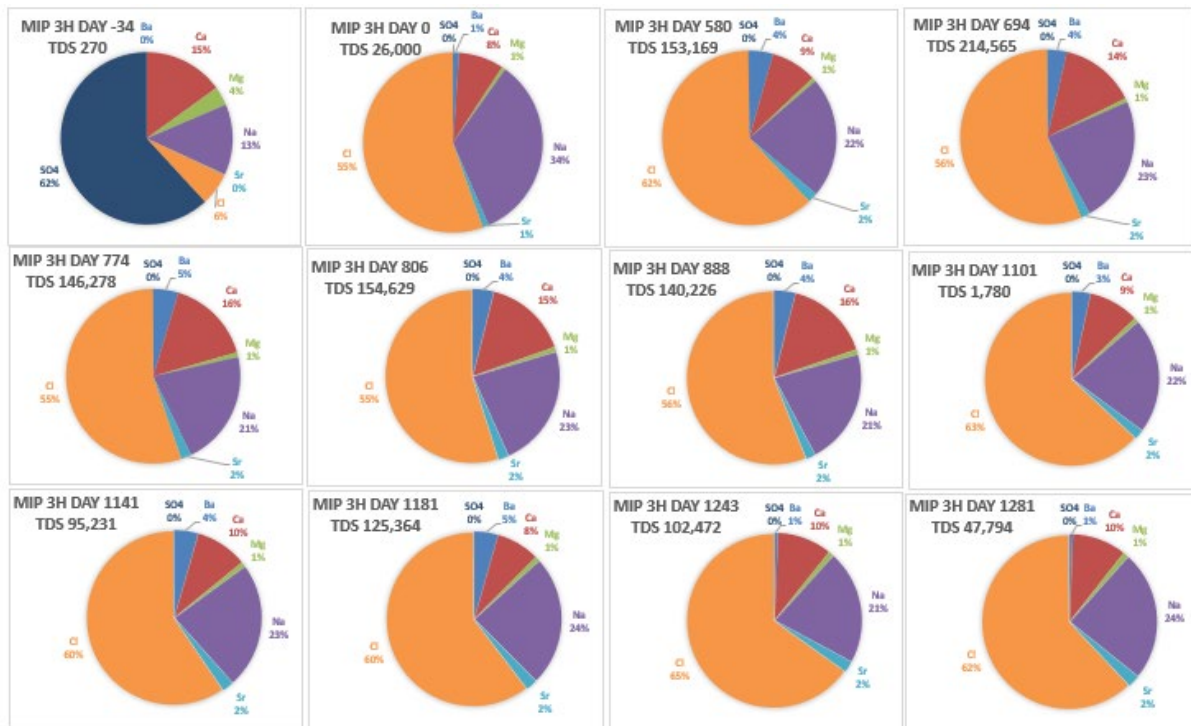 MIP 3H DAY -34
TDS 270
Ba
0%
Ca
15%
Mg
4%
Na
13%
Sr
0%
Cl
6%
SO4
62%
MIP 3H DAY 0
TDS 26,000
SO4
0%
Ba
1%
Ca
8%
Mg
1%
Na
34%
Sr
1%
Cl
55%
MIP 3H DAY 580
TDS 153,169
SO4
0%
Ba
4%
Ca
9%
Mg
1%
Na
22%
Sr
2%
Cl
62%
MIP 3H DAY 694
TDS 214,565
SO4
0%
Ba
4%
Ca
14%
Mg
1%
Na
23%
Sr
2%
Cl
56%
MIP 3H DAY 774
TDS 146,278
SO4
0%
Ba
5%
Ca
16%
Mg
1%
Na
21%
Sr
2%
Cl
55%
MIP 3H DAY 806
TDS 154,629
SO4
0%
Ba
4%
Ca
15%
Mg
1%
Na
23%
Sr
2%
Cl
55%
MIP 3H DAY 888
TDS 140,226
SO4
0%
Ba
4%
Ca
16%
Mg
1%
Na
21%
Sr
2%
Cl
56%
MIP 3H DAY 1101
TDS 1,780
SO4
0%
Ba
3%
Ca
9%
Mg
1%
Na
22%
Sr
2%
Cl
63%
MIP 3H DAY 1141
TDS 95,231
SO4
0%
Ba
4%
Ca
10%
Mg
1%
Na
23%
Sr
2%
Cl
60%
MIP 3H DAY 1181
TDS 125,364
SO4
0%
Ba
5%
Ca
8%
Mg
1%
Na
24%
Sr
2%
Cl
60%
MIP 3H DAY 1243
TDS 102,472
SO4
0%
Ba
1%
Ca
10%
Mg
1%
Na
21%
Sr
2%
Cl
65%
MIP 3H DAY 1281
TDS 47,794
SO4
0%
Ba
1%
Ca
10%
Mg
1%
Na
24%
Sr
2%
Cl
62%